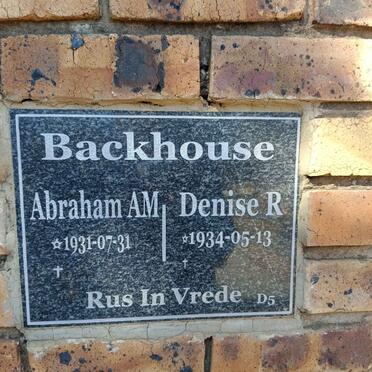 Backhouse
Abraham AM Denise R
☆1931-07-31 ☆1934-05-13
✝ ✝
Rus In Vrede D5